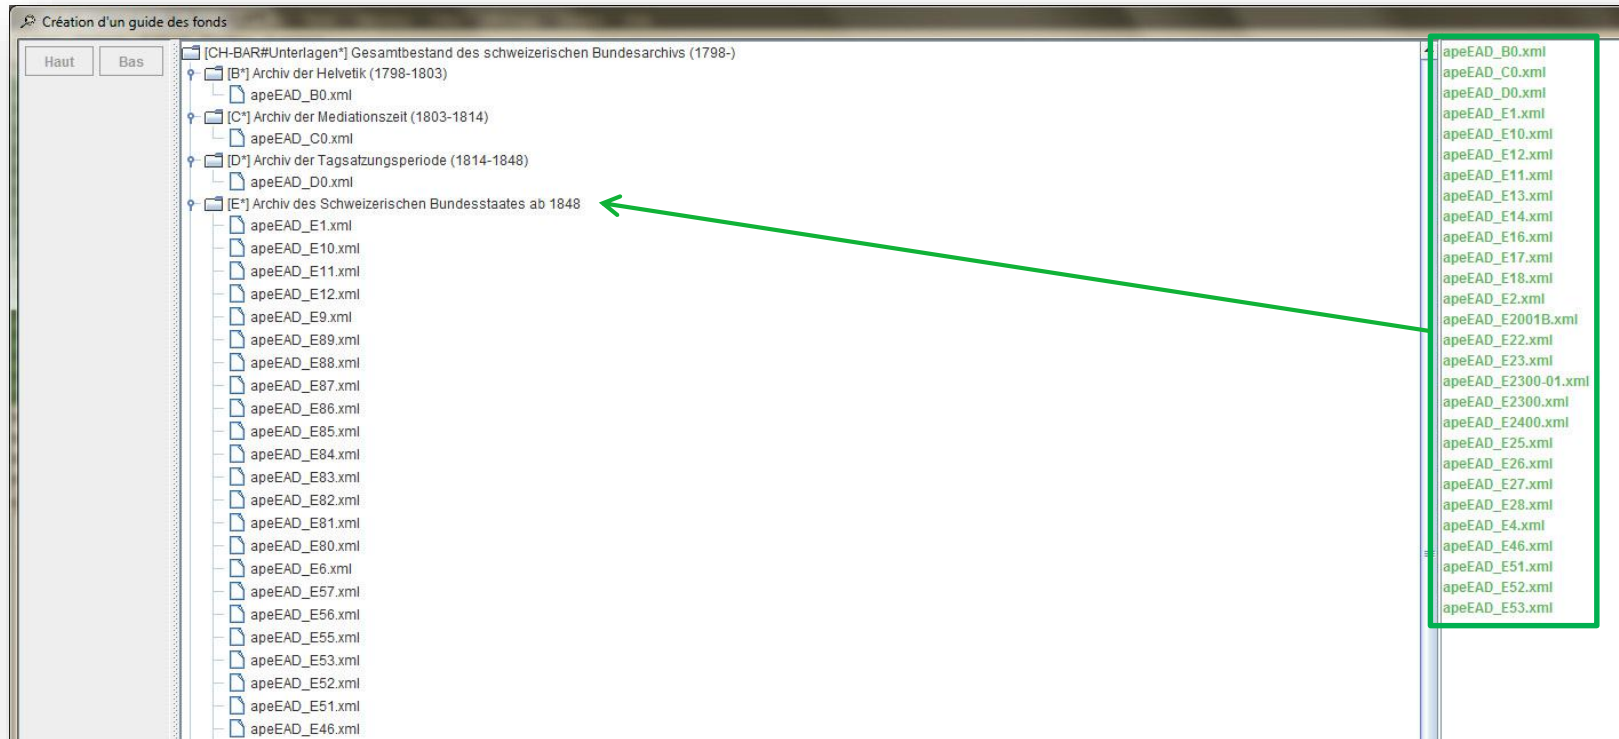 Création d'un guide des fonds
Haut
Bas
[CH-BAR#Unterlagen*] Gesamtbestand des schweizerischen Bundesarchivs (1798-)
[B*] Archiv der Helvetik (1798-1803)
apeEAD_B0.xml
[C*] Archiv der Mediationszeit (1803-1814)
apeEAD_C0.xml
[D*] Archiv der Tagsatzungsperiode (1814-1848)
apeEAD_D0.xml
[E*] Archiv des Schweizerischen Bundesstaates ab 1848
apeEAD_E1.xml
apeEAD_E10.xml
apeEAD_E11.xml
apeEAD_E12.xml
apeEAD_E9.xml
apeEAD_E89.xml
apeEAD_E88.xml
apeEAD_E87.xml
apeEAD_E86.xml
apeEAD_E85.xml
apeEAD_E84.xml
apeEAD_E83.xml
apeEAD_E82.xml
apeEAD_E81.xml
apeEAD_E80.xml
apeEAD_E6.xml
apeEAD_E57.xml
apeEAD_E56.xml
apeEAD_E55.xml
apeEAD_E53.xml
apeEAD_E52.xml
apeEAD_E51.xml
apeEAD_E46.xml
apeEAD_B0.xml
apeEAD_C0.xml
apeEAD_D0.xml
apeEAD_E1.xml
apeEAD_E10.xml
apeEAD_E12.xml
apeEAD_E11.xml
apeEAD_E13.xml
apeEAD_E14.xml
apeEAD_E16.xml
apeEAD_E17.xml
apeEAD_E18.xml
apeEAD_E2.xml
apeEAD_E2001B.xml
apeEAD_E22.xml
apeEAD_E23.xml
apeEAD_E2300-01.xml
apeEAD_E2300.xml
apeEAD_E2400.xml
apeEAD_E25.xml
apeEAD_E26.xml
apeEAD_E27.xml
apeEAD_E28.xml
apeEAD_E4.xml
apeEAD_E46.xml
apeEAD_E51.xml
apeEAD_E52.xml
apeEAD_E53.xml